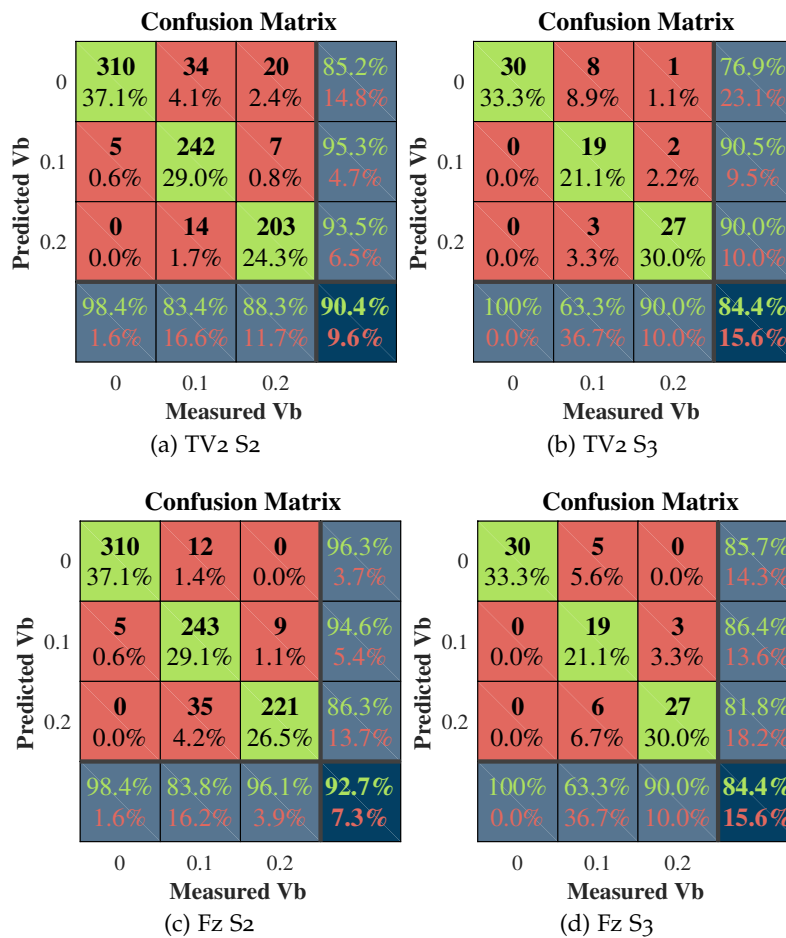 Confusion Matrix
0 310 34 20 85.2%
37.1% 4.1% 2.4% 14.8%
0.1 5 242 7 95.3%
0.6% 29.0% 0.8% 4.7%
0.2 0 14 203 93.5%
0.0% 1.7% 24.3% 6.5%
98.4% 83.4% 88.3% 90.4%
1.6% 16.6% 11.7% 9.6%
0 0.1 0.2
Predicted Vb
Measured Vb
(a) TV2 S2
Confusion Matrix
0 30 8 1 76.9%
33.3% 8.9% 1.1% 23.1%
0.1 0 19 2 90.5%
0.0% 21.1% 2.2% 9.5%
0.2 0 3 27 90.0%
0.0% 3.3% 30.0% 10.0%
100% 63.3% 90.0% 84.4%
0.0% 36.7% 10.0% 15.6%
0 0.1 0.2
Predicted Vb
Measured Vb
(b) TV2 S3
Confusion Matrix
0 310 12 0 96.3%
37.1% 1.4% 0.0% 3.7%
0.1 5 243 9 94.6%
0.6% 29.1% 1.1% 5.4%
0.2 0 35 221 86.3%
0.0% 4.2% 26.5% 13.7%
98.4% 83.8% 96.1% 92.7%
1.6% 16.2% 3.9% 7.3%
0 0.1 0.2
Predicted Vb
Measured Vb
(c) Fz S2
Confusion Matrix
0 30 5 0 85.7%
33.3% 5.6% 0.0% 14.3%
0.1 0 19 3 86.4%
0.0% 21.1% 3.3% 13.6%
0.2 0 6 27 81.8%
0.0% 6.7% 30.0% 18.2%
100% 63.3% 90.0% 84.4%
0.0% 36.7% 10.0% 15.6%
0 0.1 0.2
Predicted Vb
Measured Vb
(d) Fz S3